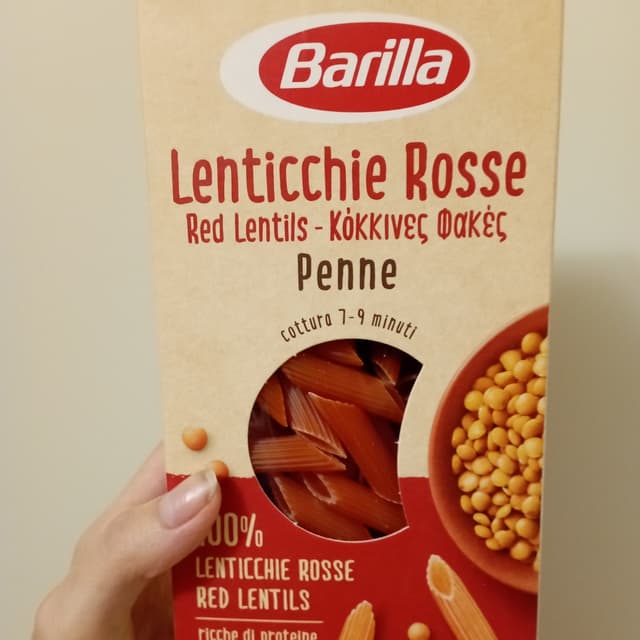 Barilla
Lenticchie Rosse
Red Lentils - Κόκκινες Φακές
Penne
cottura 7-9 minuti
100%
LENTICCHIE ROSSE
RED LENTILS
ricche di proteine